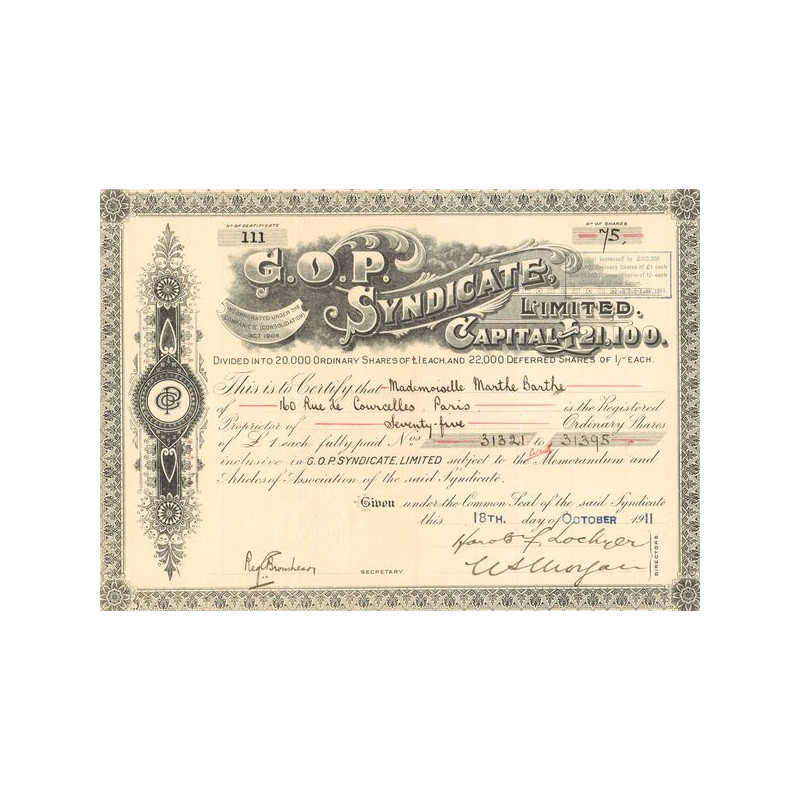 Nº OF CERTIFICATE
111
Nº OF SHARES
75,
G.O.P.
SYNDICATE,
LIMITED.
INCORPORATED UNDER THE
COMPANIES (CONSOLIDATION)
ACT 1908
CAPITAL £21,100.
DIVIDED INTO 20,000 ORDINARY SHARES OF £1 EACH, AND 22,000 DEFERRED SHARES OF 1/- EACH.
This is to Certify that Mademoiselle Marthe Barthe
of 160 Rue de Courcelles, Paris is the Registered
Proprietor of Seventy-five Ordinary Shares
of £1 each fully paid Nos 31321 to 31395
inclusive in G.O.P. SYNDICATE, LIMITED subject to the Memorandum and
Articles of Association of the said Syndicate.
Given under the Common Seal of the said Syndicate
this 18TH. day of OCTOBER 1911
Harold F. Lockyer
DIRECTORS
SECRETARY.